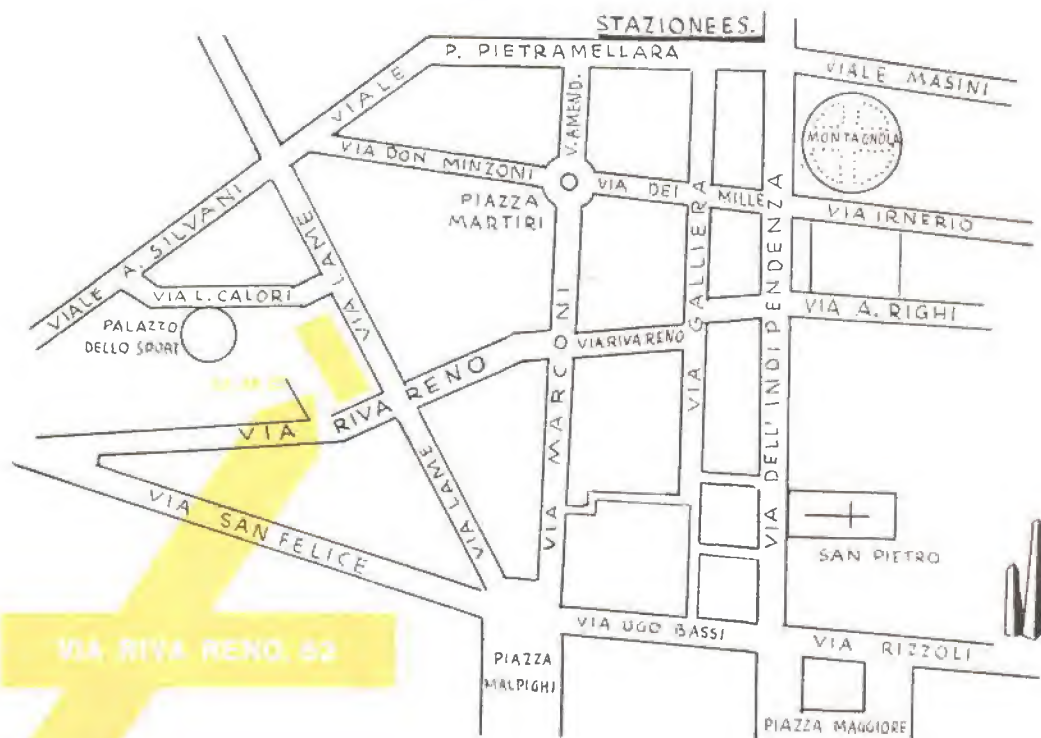 STAZIONE ES.
P. PIETRAMELLARA
VIALE
VIALE MASINI
V. AMEND.
MONTAGNOLA
VIA DON MINZONI
VIA DEI MILLE
PIAZZA
MARTIRI
VIA IRNERIO
VIALE A. SILVANI
VIA LAME
VIA L. CALORI
VIA GALLIERA
VIA DELL'INDIPENDENZA
VIA A. RIGHI
PALAZZO
DELLO SPORT
VIA RIVA RENO
VIA RIVA RENO
VIA MARCONI
VIA LAME
VIA SAN FELICE
SAN PIETRO
VIA UGO BASSI
VIA RIZZOLI
VIA RIVA RENO, 52
PIAZZA
MALPIGHI
PIAZZA MAGGIORE